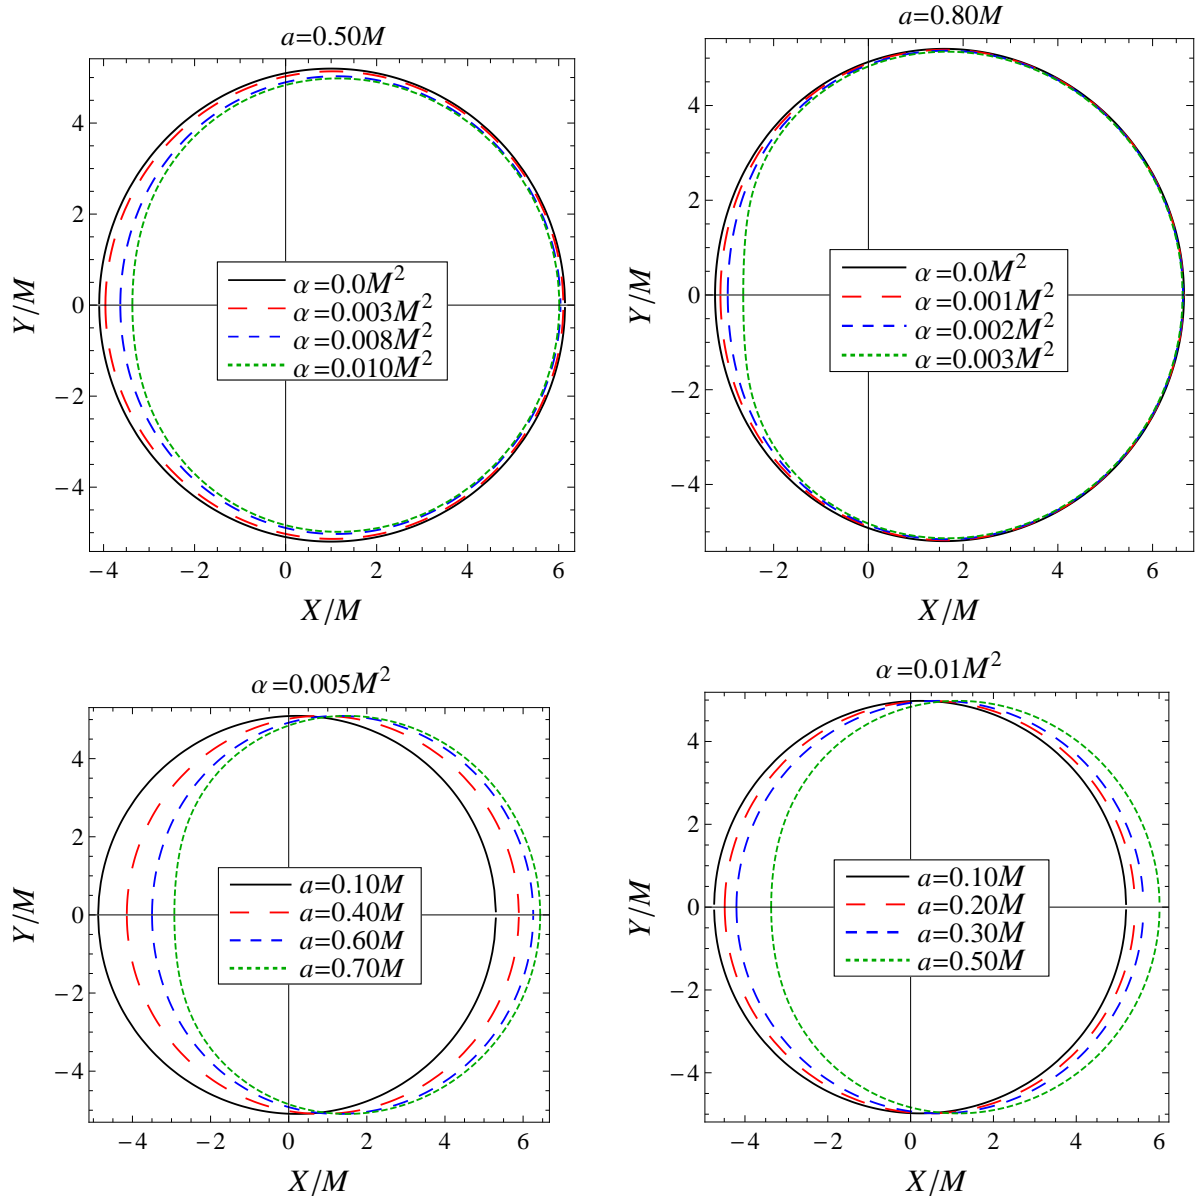 a=0.50M
Y/M
4
2
0
−2
−4
α=0.0M²
α=0.003M²
α=0.008M²
α=0.010M²
−4 −2 0 2 4 6
X/M
a=0.80M
Y/M
4
2
0
−2
−4
α=0.0M²
α=0.001M²
α=0.002M²
α=0.003M²
−2 0 2 4 6
X/M
α=0.005M²
Y/M
4
2
0
−2
−4
a=0.10M
a=0.40M
a=0.60M
a=0.70M
−4 −2 0 2 4 6
X/M
α=0.01M²
Y/M
4
2
0
−2
−4
a=0.10M
a=0.20M
a=0.30M
a=0.50M
−4 −2 0 2 4 6
X/M